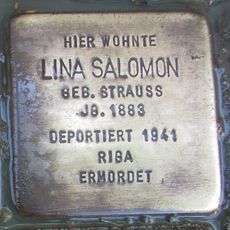 HIER WOHNTE
LINA SALOMON
GEB. STRAUSS
JG. 1883
DEPORTIERT 1941
RIGA
ERMORDET